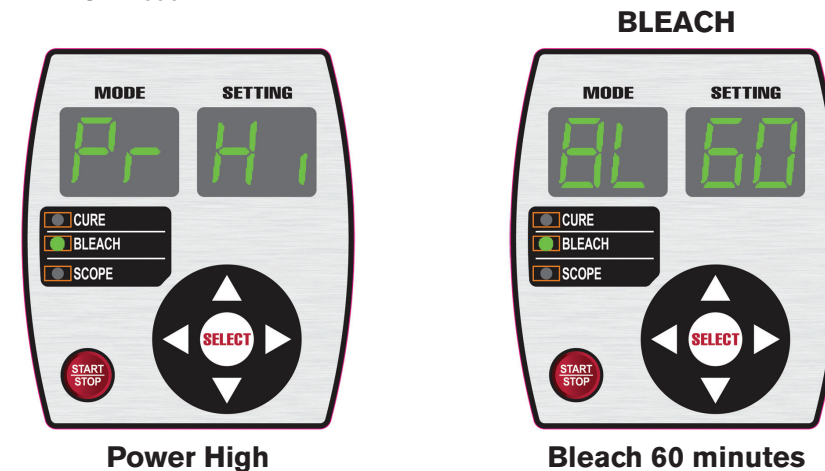 BLEACH
MODE SETTING
Pr Hi
CURE
BLEACH
SCOPE
SELECT
START
STOP
Power High
MODE SETTING
BL 60
CURE
BLEACH
SCOPE
SELECT
START
STOP
Bleach 60 minutes